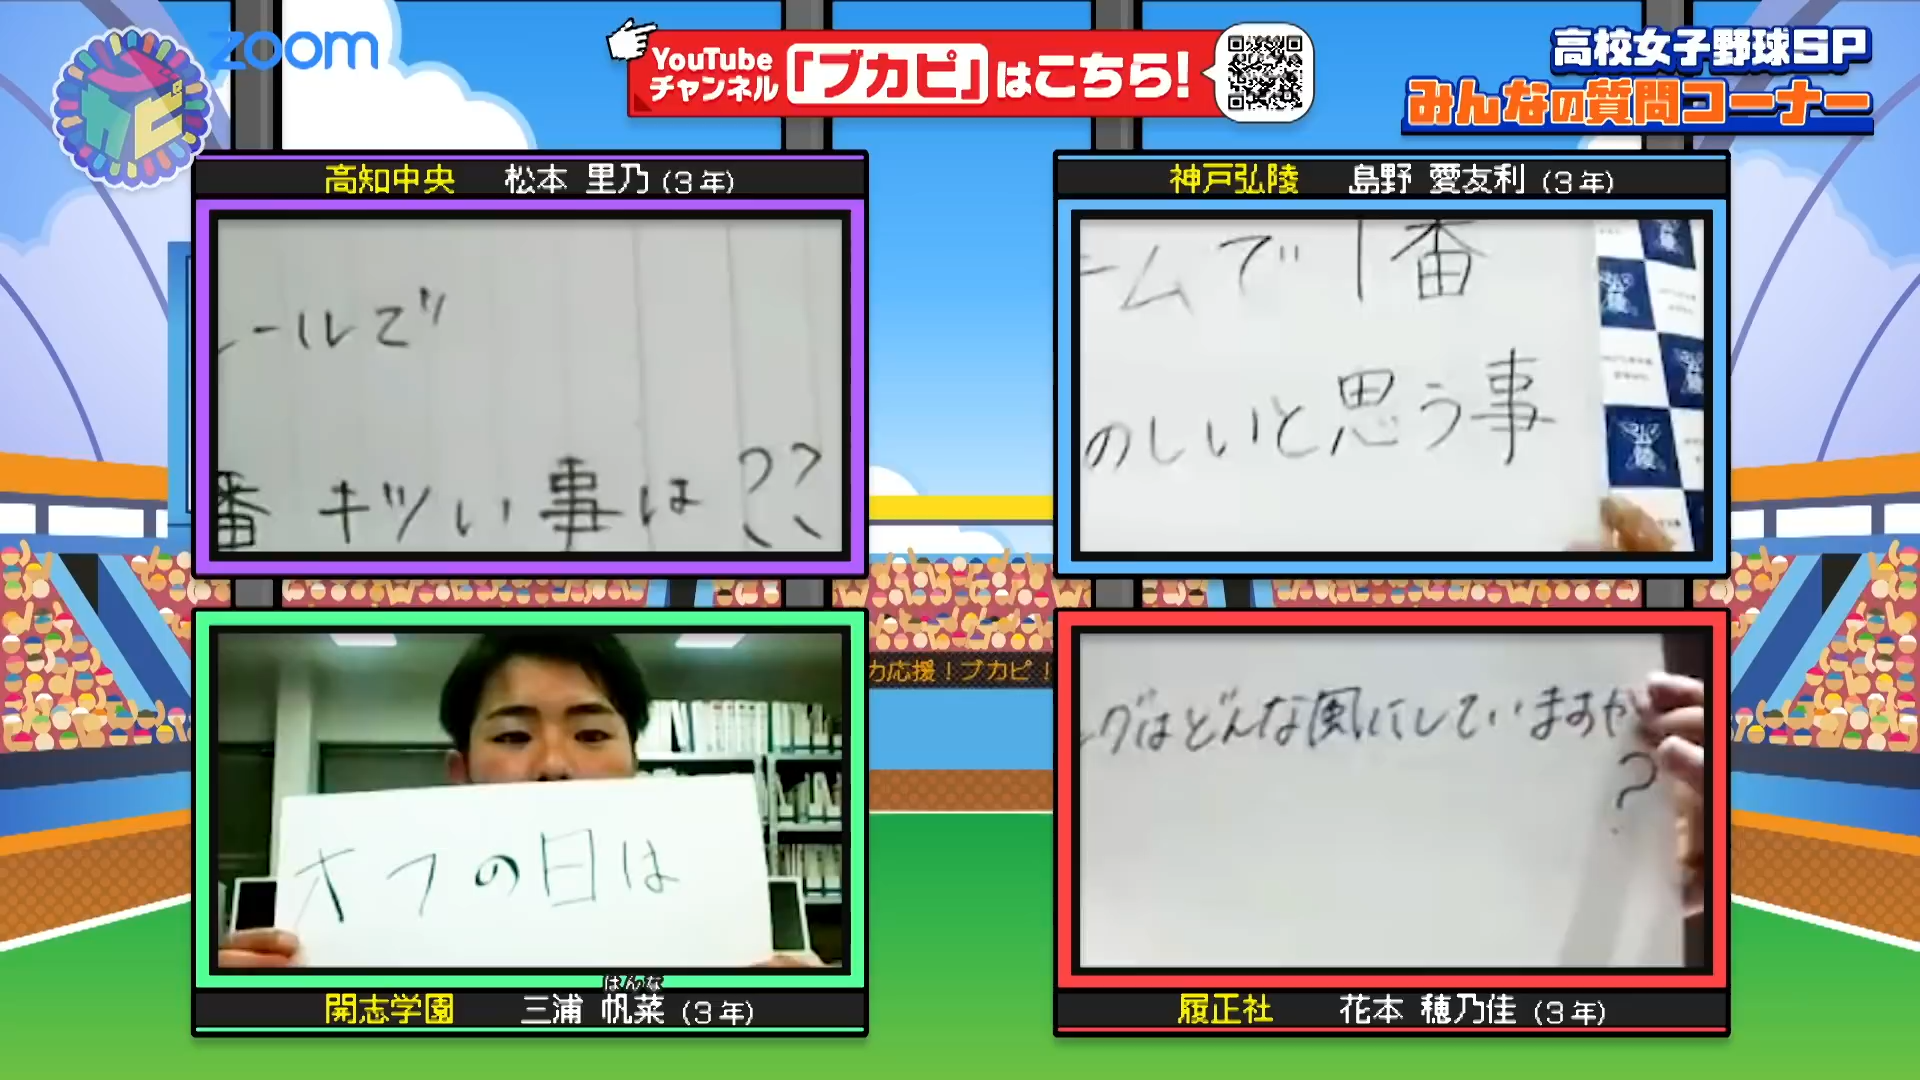 zoom
カピ
YouTube
チャンネル「ブカピ」はこちら!
高校女子野球SP
みんなの質問コーナー
高知中央 松本 里乃 (3年)
ールで
番 キツい事は??
神戸弘陵 島野 愛友利 (3年)
ームで1番
のしいと思う事
オフの日は
はんな
開志学園 三浦 帆菜 (3年)
力応援!ブカピ!
ングはどんな風にしていますか
?
履正社 花本 穂乃佳 (3年)